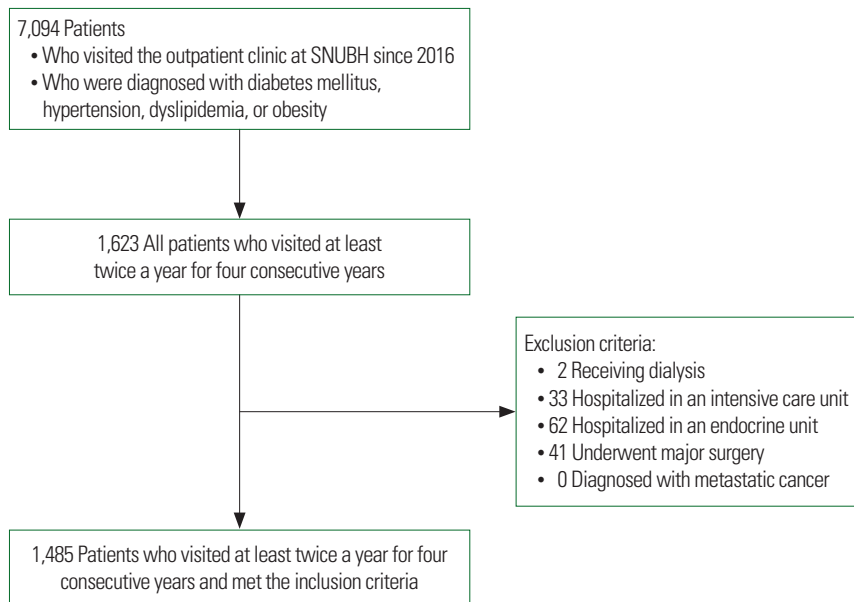 7,094 Patients
• Who visited the outpatient clinic at SNUBH since 2016
• Who were diagnosed with diabetes mellitus,
hypertension, dyslipidemia, or obesity
1,623 All patients who visited at least
twice a year for four consecutive years
Exclusion criteria:
• 2 Receiving dialysis
• 33 Hospitalized in an intensive care unit
• 62 Hospitalized in an endocrine unit
• 41 Underwent major surgery
• 0 Diagnosed with metastatic cancer
1,485 Patients who visited at least twice a year for four
consecutive years and met the inclusion criteria